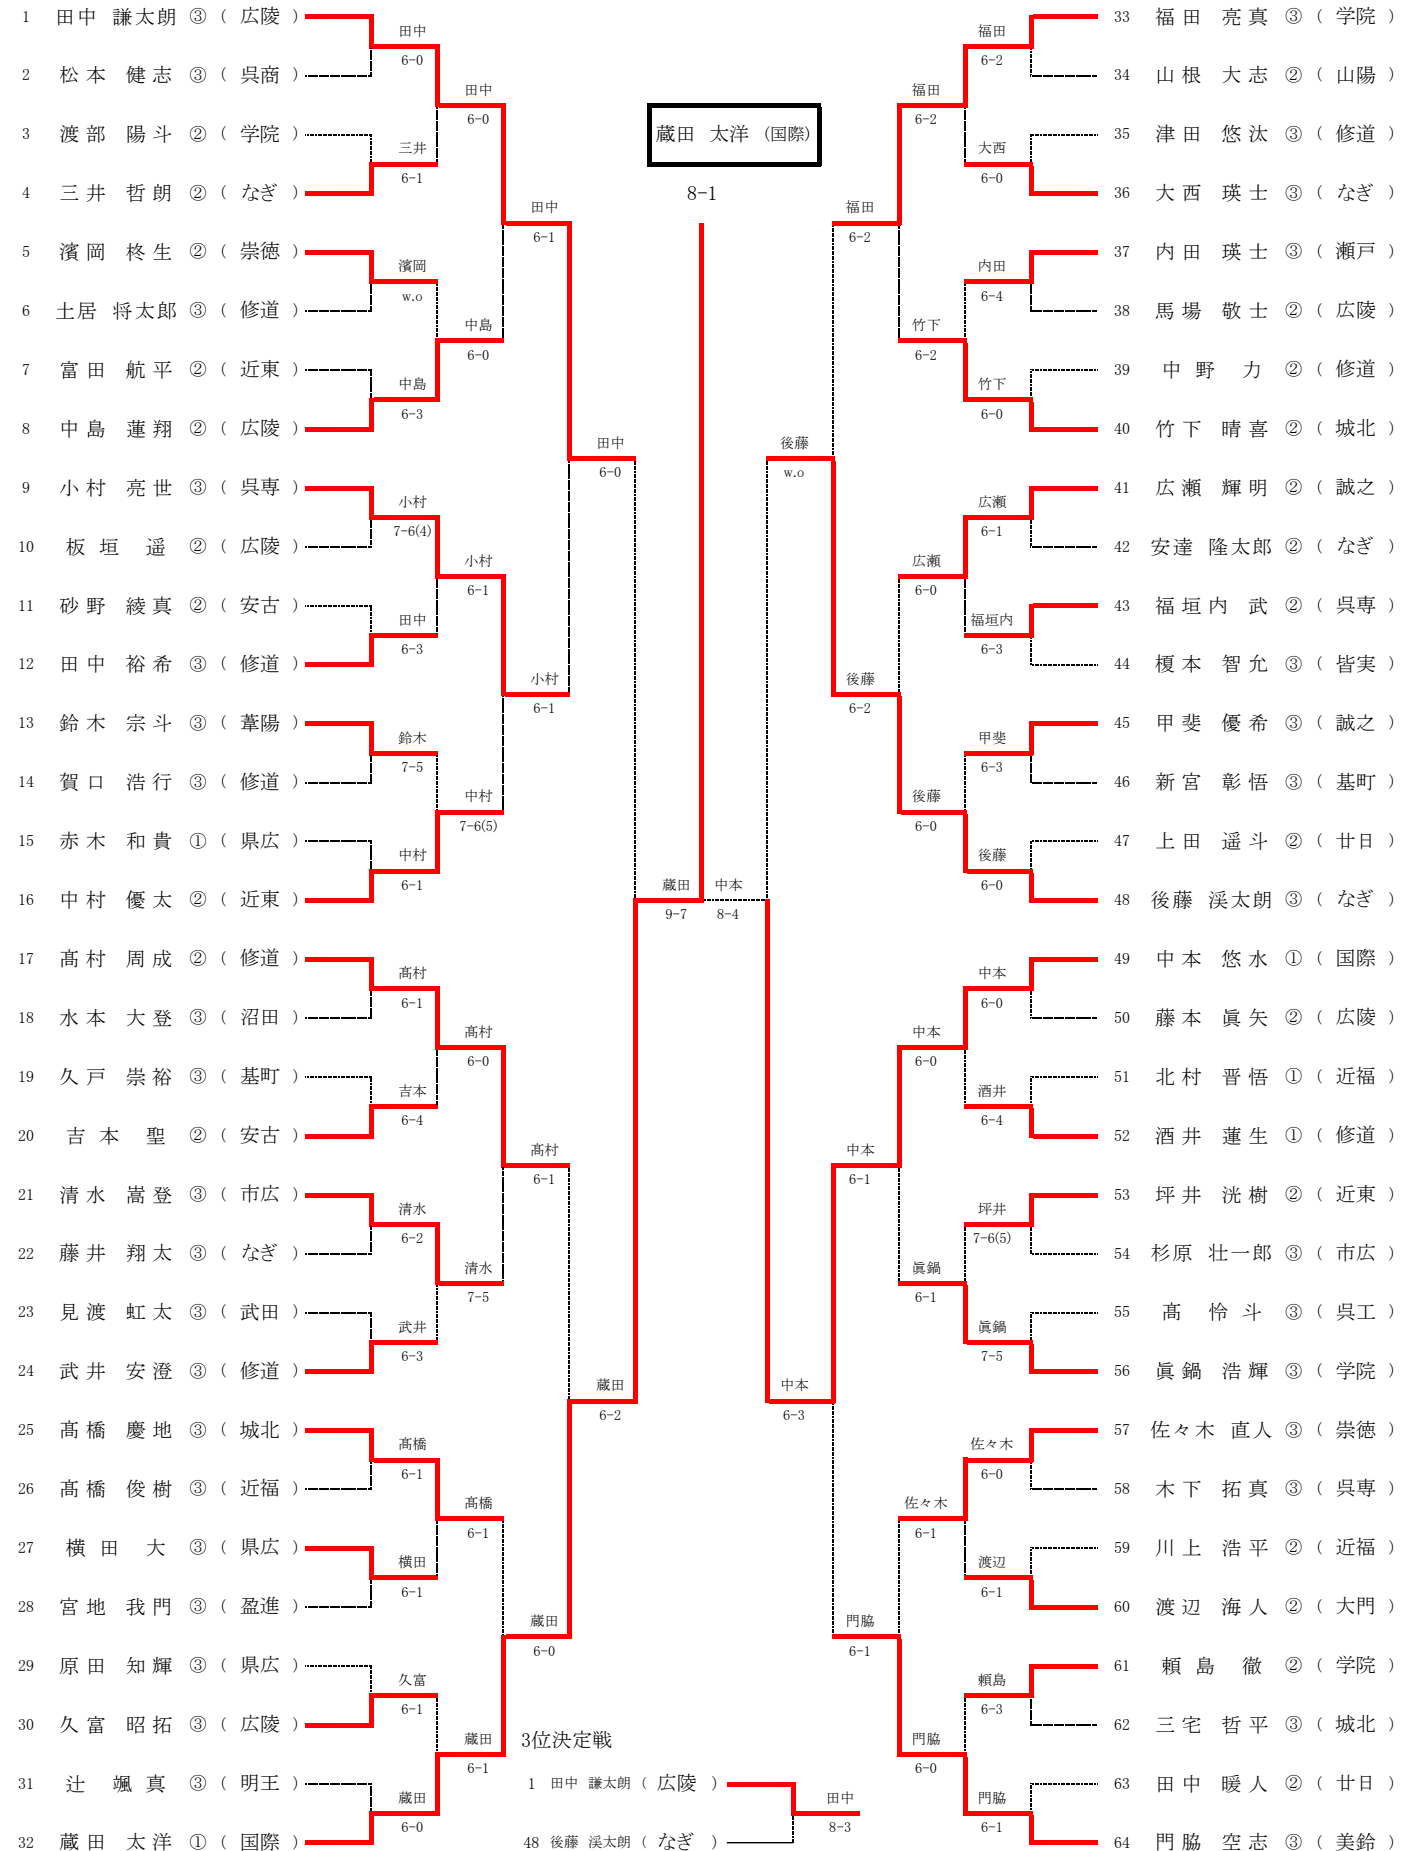 1 田中 謙太朗 ③ ( 広陵 )
2 松本 健志 ③ ( 呉商 )
3 渡部 陽斗 ② ( 学院 )
4 三井 哲朗 ② ( なぎ )
5 濱岡 柊生 ② ( 崇徳 )
6 土居 将太郎 ③ ( 修道 )
7 富田 航平 ② ( 近東 )
8 中島 蓮翔 ② ( 広陵 )
9 小村 亮世 ③ ( 呉専 )
10 板垣 遥 ② ( 広陵 )
11 砂野 綾真 ② ( 安古 )
12 田中 裕希 ③ ( 修道 )
13 鈴木 宗斗 ③ ( 葦陽 )
14 賀口 浩行 ③ ( 修道 )
15 赤木 和貴 ① ( 県広 )
16 中村 優太 ② ( 近東 )
17 髙村 周成 ② ( 修道 )
18 水本 大登 ③ ( 沼田 )
19 久戸 崇裕 ③ ( 基町 )
20 吉本 聖 ② ( 安古 )
21 清水 嵩登 ③ ( 市広 )
22 藤井 翔太 ③ ( なぎ )
23 見渡 虹太 ③ ( 武田 )
24 武井 安澄 ③ ( 修道 )
25 髙橋 慶地 ③ ( 城北 )
26 髙橋 俊樹 ③ ( 近福 )
27 横田 大 ③ ( 県広 )
28 宮地 我門 ③ ( 盈進 )
29 原田 知輝 ③ ( 県広 )
30 久富 昭拓 ③ ( 広陵 )
31 辻 颯真 ③ ( 明王 )
32 蔵田 太洋 ① ( 国際 )
田中
6-0
三井
6-1
濱岡
w.o
中島
6-3
小村
7-6(4)
田中
6-3
鈴木
7-5
中村
6-1
髙村
6-1
吉本
6-4
清水
6-2
武井
6-3
髙橋
6-1
横田
6-1
久富
6-1
蔵田
6-0
田中
6-0
中島
6-0
小村
6-1
中村
7-6(5)
髙村
6-0
清水
7-5
髙橋
6-1
蔵田
6-1
田中
6-1
小村
6-1
髙村
6-1
蔵田
6-0
田中
6-0
蔵田
6-2
蔵田 太洋 (国際)
8-1
蔵田
9-7
中本
8-4
後藤
w.o
中本
6-3
福田
6-2
後藤
6-2
中本
6-1
門脇
6-1
福田
6-2
竹下
6-2
広瀬
6-0
後藤
6-0
中本
6-0
眞鍋
6-1
佐々木
6-1
門脇
6-0
福田
6-2
大西
6-0
内田
6-4
竹下
6-0
広瀬
6-1
福垣内
6-3
甲斐
6-3
後藤
6-0
中本
6-0
酒井
6-4
坪井
7-6(5)
眞鍋
7-5
佐々木
6-0
渡辺
6-1
頼島
6-3
門脇
6-1
33 福田 亮真 ③ ( 学院 )
34 山根 大志 ② ( 山陽 )
35 津田 悠汰 ③ ( 修道 )
36 大西 瑛士 ③ ( なぎ )
37 内田 瑛士 ③ ( 瀬戸 )
38 馬場 敬士 ② ( 広陵 )
39 中野 力 ② ( 修道 )
40 竹下 晴喜 ② ( 城北 )
41 広瀬 輝明 ② ( 誠之 )
42 安達 隆太郎 ② ( なぎ )
43 福垣内 武 ② ( 呉専 )
44 榎本 智允 ③ ( 皆実 )
45 甲斐 優希 ③ ( 誠之 )
46 新宮 彰悟 ③ ( 基町 )
47 上田 遥斗 ② ( 廿日 )
48 後藤 渓太朗 ③ ( なぎ )
49 中本 悠水 ① ( 国際 )
50 藤本 眞矢 ② ( 広陵 )
51 北村 晋悟 ① ( 近福 )
52 酒井 蓮生 ① ( 修道 )
53 坪井 洸樹 ② ( 近東 )
54 杉原 壮一郎 ③ ( 市広 )
55 髙 怜斗 ③ ( 呉工 )
56 眞鍋 浩輝 ③ ( 学院 )
57 佐々木 直人 ③ ( 崇徳 )
58 木下 拓真 ③ ( 呉専 )
59 川上 浩平 ② ( 近福 )
60 渡辺 海人 ② ( 大門 )
61 頼島 徹 ② ( 学院 )
62 三宅 哲平 ③ ( 城北 )
63 田中 暖人 ② ( 廿日 )
64 門脇 空志 ③ ( 美鈴 )
3位決定戦
1 田中 謙太朗 ( 広陵 )
48 後藤 渓太朗 ( なぎ )
田中
8-3